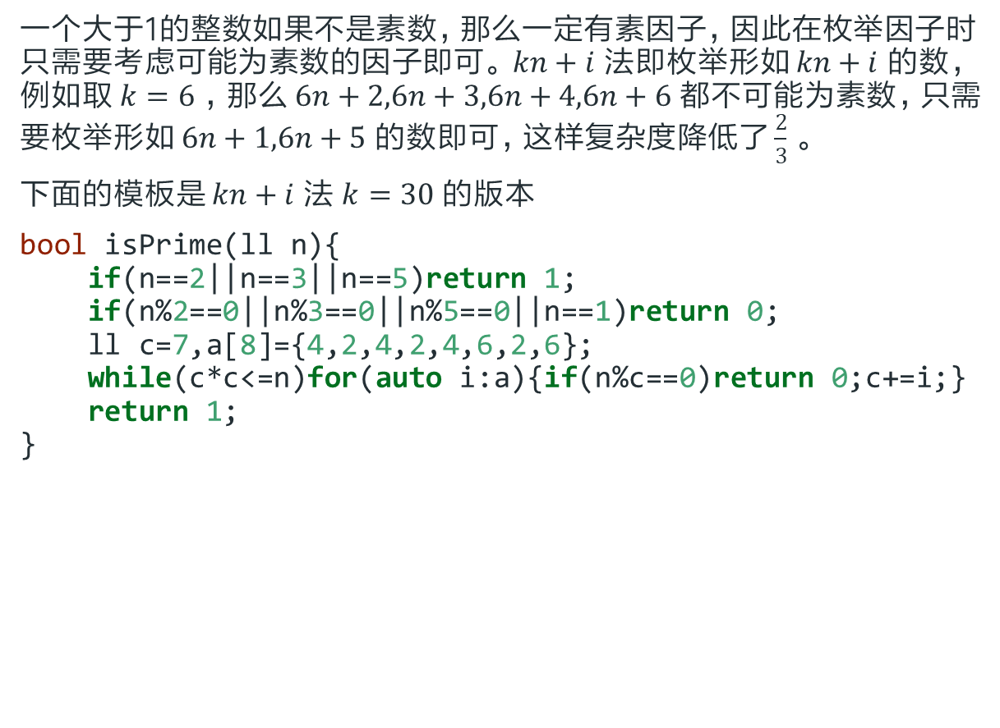 一个大于1的整数如果不是素数，那么一定有素因子，因此在枚举因子时
只需要考虑可能为素数的因子即可。kn + i 法即枚举形如 kn + i 的数，
例如取 k = 6 ，那么 6n + 2,6n + 3,6n + 4,6n + 6 都不可能为素数，只需
要枚举形如 6n + 1,6n + 5 的数即可，这样复杂度降低了 2/3 。
下面的模板是 kn + i 法 k = 30 的版本
bool isPrime(ll n){
    if(n==2||n==3||n==5)return 1;
    if(n%2==0||n%3==0||n%5==0||n==1)return 0;
    ll c=7,a[8]={4,2,4,2,4,6,2,6};
    while(c*c<=n)for(auto i:a){if(n%c==0)return 0;c+=i;}
    return 1;
}